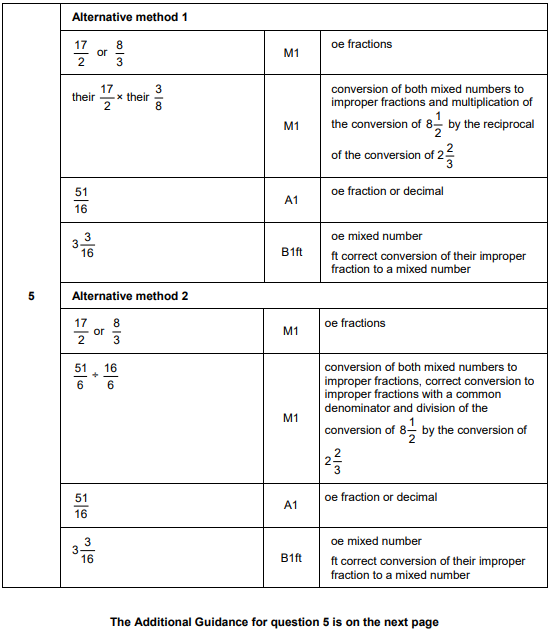 Alternative method 1
17/2 or 8/3
M1
oe fractions
their 17/2 × their 3/8
M1
conversion of both mixed numbers to
improper fractions and multiplication of
the conversion of 8 1/2 by the reciprocal
of the conversion of 2 2/3
51/16
A1
oe fraction or decimal
3 3/16
B1ft
oe mixed number
ft correct conversion of their improper
fraction to a mixed number
5
Alternative method 2
17/2 or 8/3
M1
oe fractions
51/6 ÷ 16/6
M1
conversion of both mixed numbers to
improper fractions, correct conversion to
improper fractions with a common
denominator and division of the
conversion of 8 1/2 by the conversion of
2 2/3
51/16
A1
oe fraction or decimal
3 3/16
B1ft
oe mixed number
ft correct conversion of their improper
fraction to a mixed number
The Additional Guidance for question 5 is on the next page